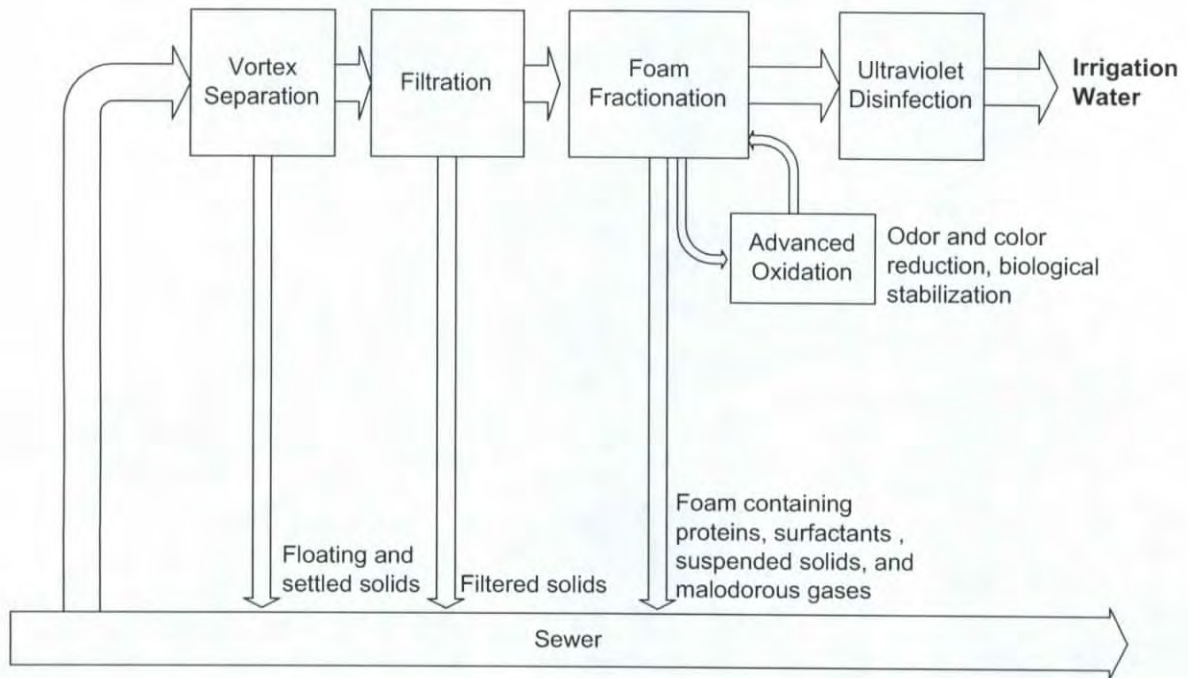 Vortex
Separation
Filtration
Foam
Fractionation
Ultraviolet
Disinfection
Irrigation
Water
Advanced
Oxidation
Odor and color
reduction, biological
stabilization
Floating and
settled solids
Filtered solids
Foam containing
proteins, surfactants ,
suspended solids, and
malodorous gases
Sewer